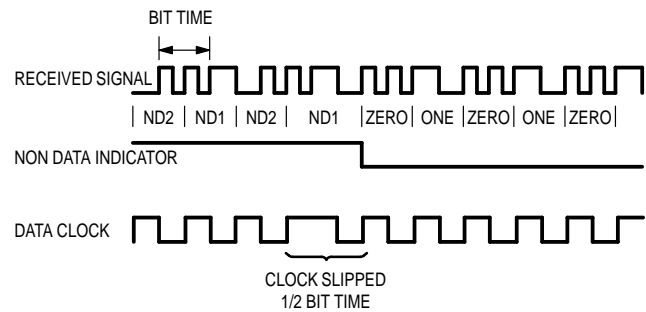 BIT TIME
RECEIVED SIGNAL
| ND2 | ND1 | ND2 | ND1 |ZERO| ONE |ZERO| ONE |ZERO|
NON DATA INDICATOR
DATA CLOCK
CLOCK SLIPPED
1/2 BIT TIME